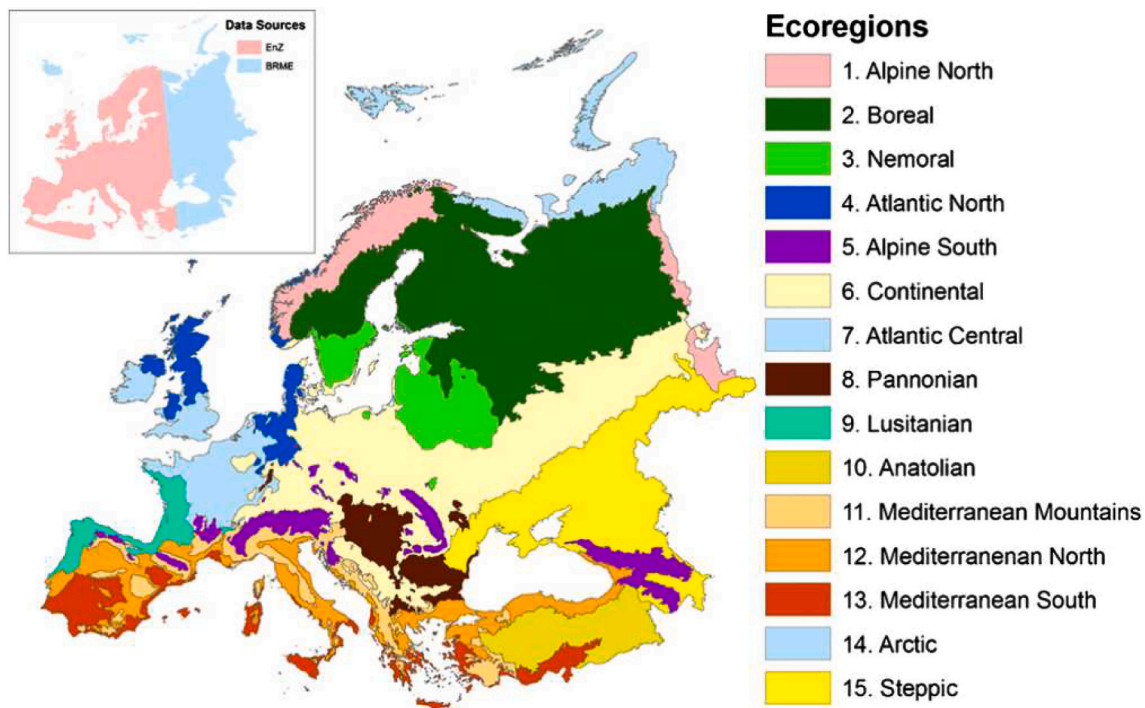 Data Sources
EnZ
BRME
Ecoregions
1. Alpine North
2. Boreal
3. Nemoral
4. Atlantic North
5. Alpine South
6. Continental
7. Atlantic Central
8. Pannonian
9. Lusitanian
10. Anatolian
11. Mediterranean Mountains
12. Mediterranenan North
13. Mediterranean South
14. Arctic
15. Steppic